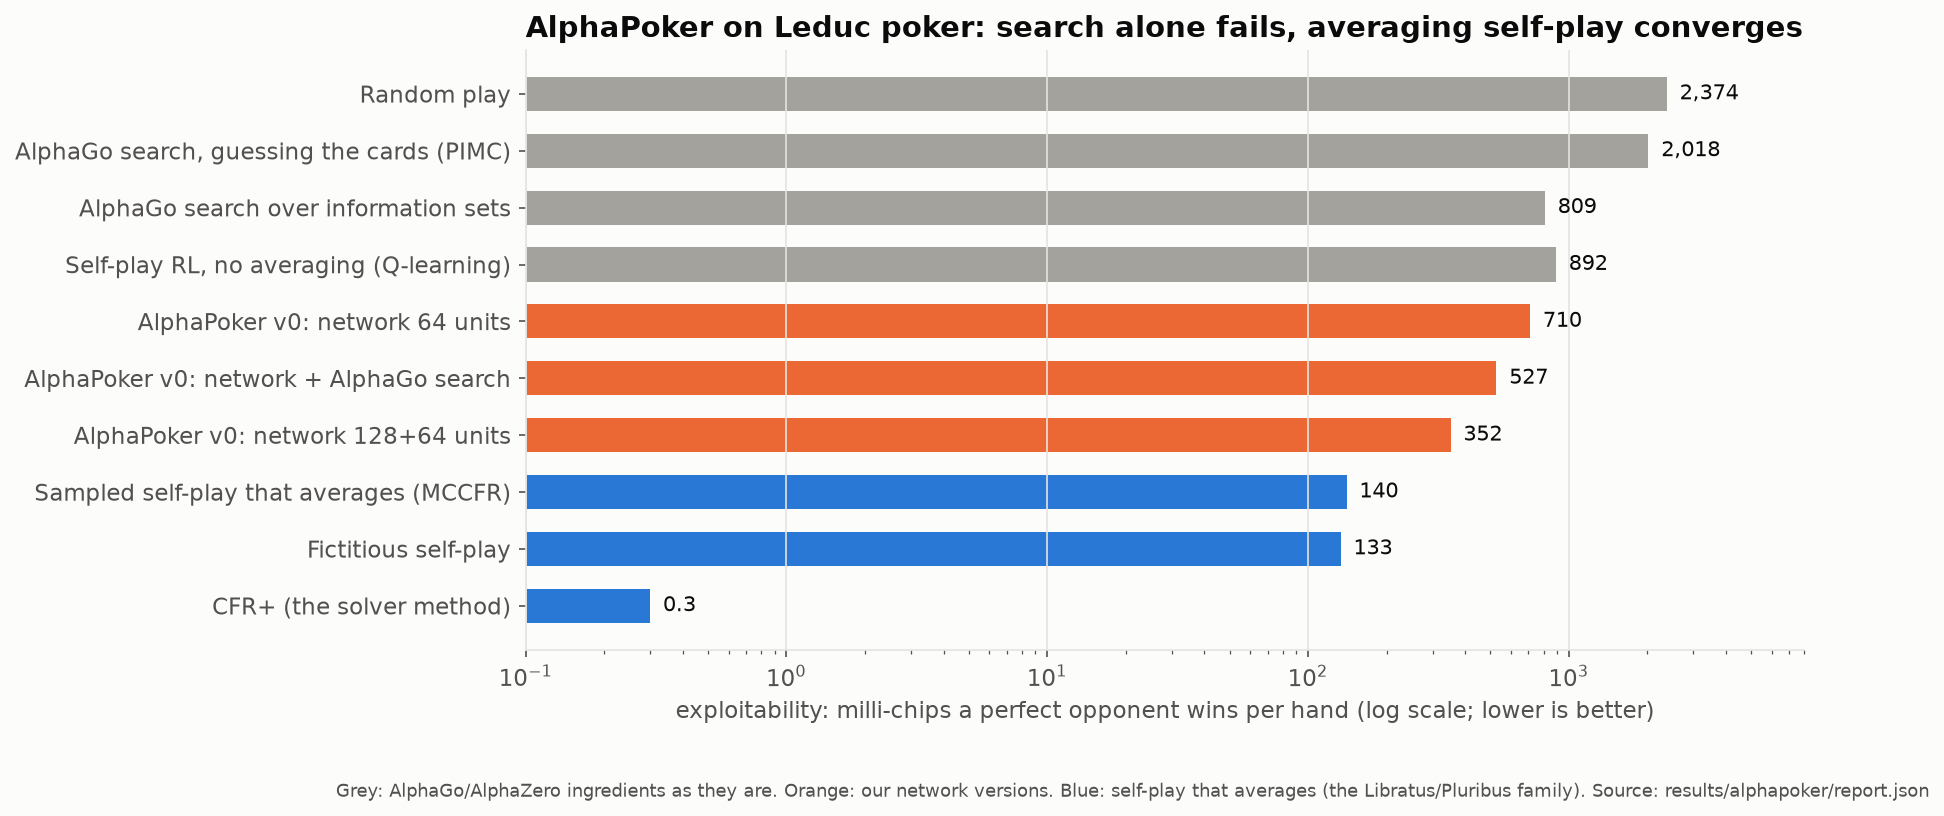 AlphaPoker on Leduc poker: search alone fails, averaging self-play converges
Random play
2,374
AlphaGo search, guessing the cards (PIMC)
2,018
AlphaGo search over information sets
809
Self-play RL, no averaging (Q-learning)
892
AlphaPoker v0: network 64 units
710
AlphaPoker v0: network + AlphaGo search
527
AlphaPoker v0: network 128+64 units
352
Sampled self-play that averages (MCCFR)
140
Fictitious self-play
133
CFR+ (the solver method)
0.3
10⁻¹ 10⁰ 10¹ 10² 10³
exploitability: milli-chips a perfect opponent wins per hand (log scale; lower is better)
Grey: AlphaGo/AlphaZero ingredients as they are. Orange: our network versions. Blue: self-play that averages (the Libratus/Pluribus family). Source: results/alphapoker/report.json